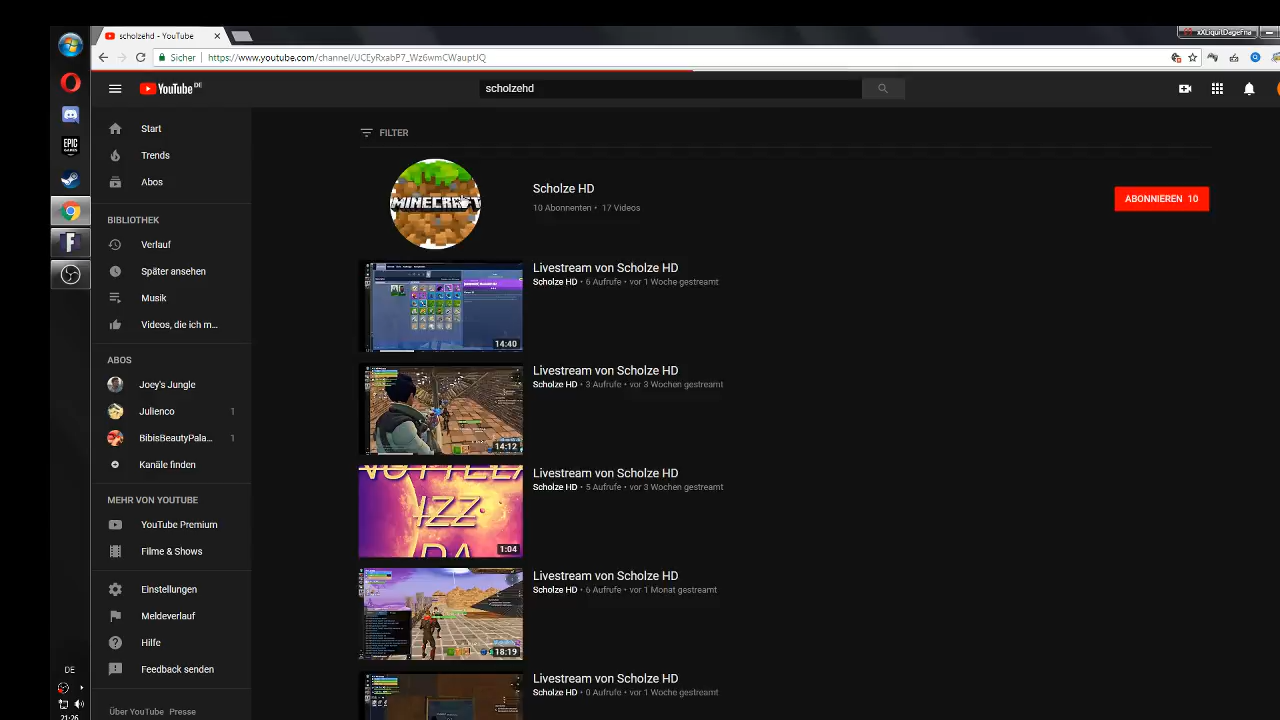 scholzehd - YouTube
xXLiquitDageFna
Sicher
https://www.youtube.com/channel/UCEyRxabP7_Wz6wmCWauptUQ
YouTube DE
scholzehd
Start
Trends
Abos
BIBLIOTHEK
Verlauf
Später ansehen
Musik
Videos, die ich m...
ABOS
Joey's Jungle
Julienco 1
BibisBeautyPala... 1
Kanäle finden
MEHR VON YOUTUBE
YouTube Premium
Filme & Shows
Einstellungen
Meldeverlauf
Hilfe
Feedback senden
Über YouTube Presse
FILTER
MINECRAFT
Scholze HD
10 Abonnenten • 17 Videos
ABONNIEREN 10
Livestream von Scholze HD
Scholze HD • 6 Aufrufe • vor 1 Woche gestreamt
14:40
Livestream von Scholze HD
Scholze HD • 3 Aufrufe • vor 3 Wochen gestreamt
14:12
Livestream von Scholze HD
Scholze HD • 5 Aufrufe • vor 3 Wochen gestreamt
IZZ
DA
1:04
Livestream von Scholze HD
Scholze HD • 6 Aufrufe • vor 1 Monat gestreamt
18:19
Livestream von Scholze HD
Scholze HD • 0 Aufrufe • vor 1 Woche gestreamt
EPIC
GAMES
DE
21:26